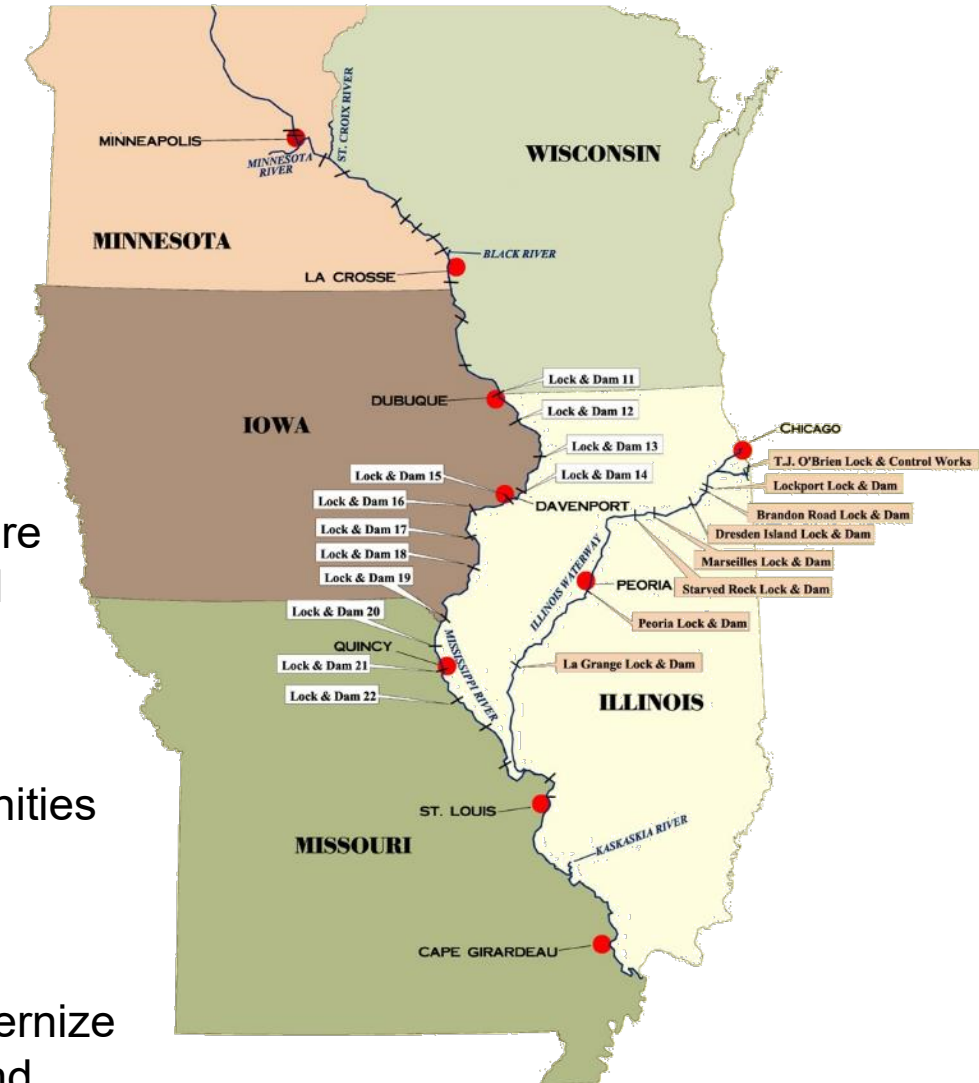 MINNEAPOLIS
ST. CROIX RIVER
MINNESOTA
RIVER
WISCONSIN
MINNESOTA
BLACK RIVER
LA CROSSE
Lock & Dam 11
DUBUQUE
Lock & Dam 12
IOWA
CHICAGO
Lock & Dam 13
T.J. O'Brien Lock & Control Works
Lock & Dam 15
Lock & Dam 14
Lockport Lock & Dam
Lock & Dam 16
DAVENPORT
Brandon Road Lock & Dam
re
Lock & Dam 17
Dresden Island Lock & Dam
Lock & Dam 18
Marseilles Lock & Dam
ILLINOIS WATERWAY
Lock & Dam 19
PEORIA
Starved Rock Lock & Dam
Lock & Dam 20
Peoria Lock & Dam
QUINCY
MISSISSIPPI RIVER
Lock & Dam 21
La Grange Lock & Dam
Lock & Dam 22
ILLINOIS
nities
ST. LOUIS
MISSOURI
KASKASKIA RIVER
CAPE GIRARDEAU
ernize
nd